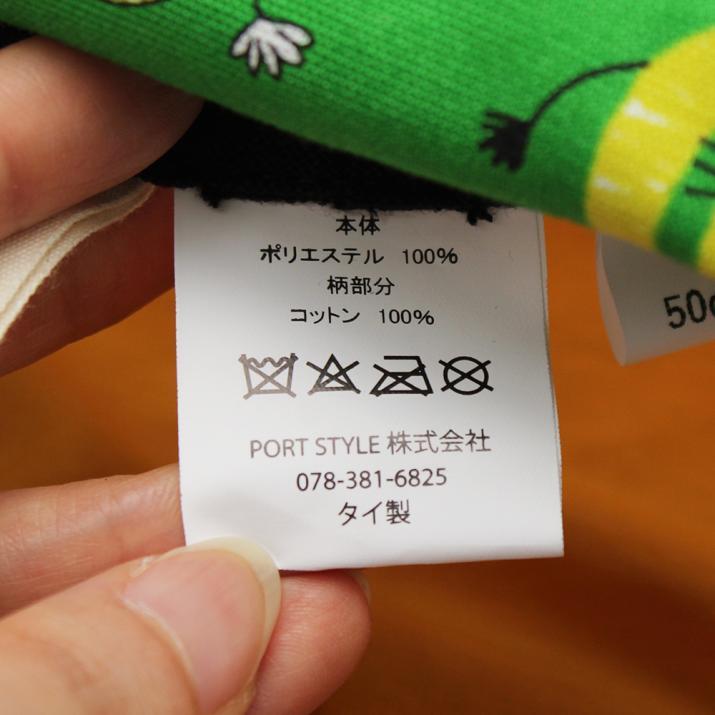 本体
ポリエステル 100%
柄部分
コットン 100%
PORT STYLE 株式会社
078-381-6825
タイ製
50